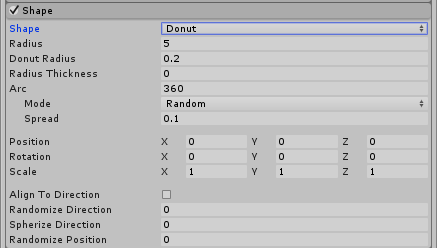 Shape
Shape Donut
Radius 5
Donut Radius 0.2
Radius Thickness 0
Arc 360
Mode Random
Spread 0.1
Position X 0 Y 0 Z 0
Rotation X 0 Y 0 Z 0
Scale X 1 Y 1 Z 1
Align To Direction
Randomize Direction 0
Spherize Direction 0
Randomize Position 0